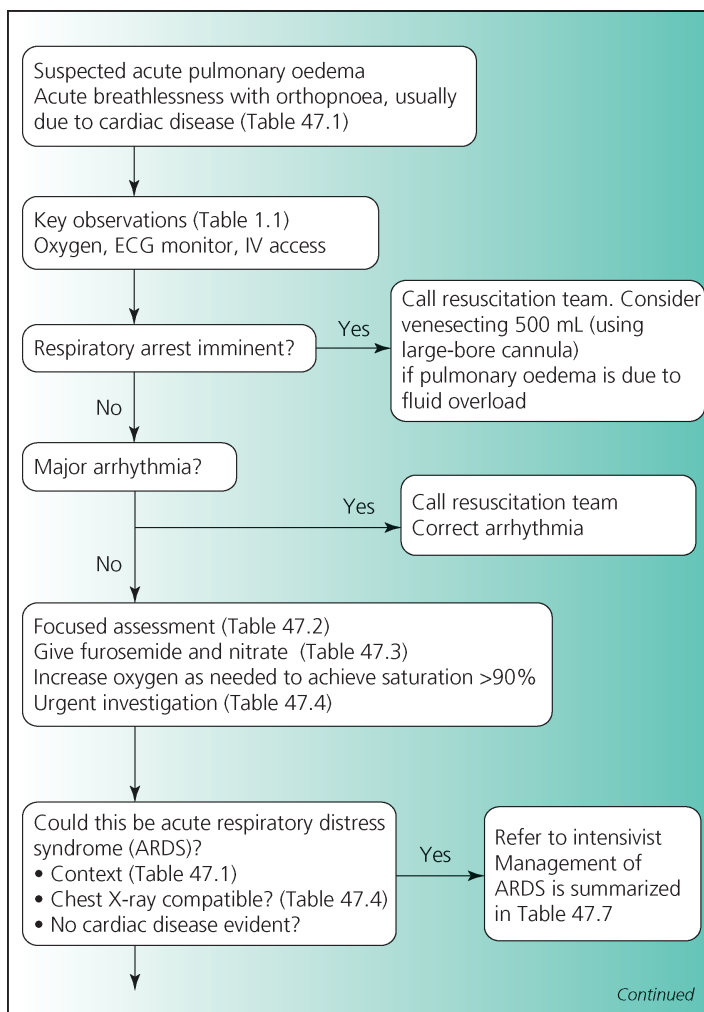 Suspected acute pulmonary oedema
Acute breathlessness with orthopnoea, usually
due to cardiac disease (Table 47.1)
Key observations (Table 1.1)
Oxygen, ECG monitor, IV access
Respiratory arrest imminent?
Yes
Call resuscitation team. Consider
venesecting 500 mL (using
large-bore cannula)
if pulmonary oedema is due to
fluid overload
No
Major arrhythmia?
Yes
Call resuscitation team
Correct arrhythmia
No
Focused assessment (Table 47.2)
Give furosemide and nitrate (Table 47.3)
Increase oxygen as needed to achieve saturation >90%
Urgent investigation (Table 47.4)
Could this be acute respiratory distress
syndrome (ARDS)?
• Context (Table 47.1)
• Chest X-ray compatible? (Table 47.4)
• No cardiac disease evident?
Yes
Refer to intensivist
Management of
ARDS is summarized
in Table 47.7
Continued